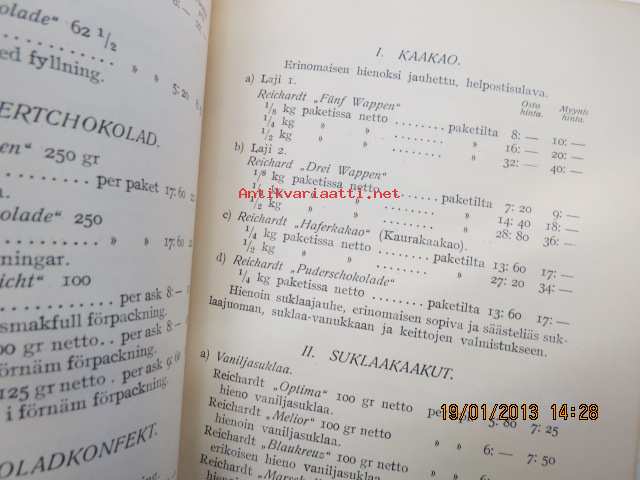 olade" 62 1/2
ed fyllning.
» » 5: 20
ERTCHOKOLAD.
en" 250 gr
per paket 17: 60
olade" 250
» » 17: 60
ningar.
icht" 100
per ask 8: —
smakfull förpackning.
00 gr netto.. per ask
förnäm förpackning.
125 gr netto . per ask
i förnäm förpackning.
OLADKONFEKT.
I. KAAKAO.
Erinomaisen hienoksi jauhettu, helpostisulava.
a) Laji 1. Osto hinta. Myynti hinta.
Reichardt „Fünf Wappen"
1/8 kg paketissa netto ........ paketilta 8: — 10: —
1/4 kg » » ........ » 16: — 20: —
1/2 kg » » ........ » 32: — 40: —
b) Laji 2.
Reichard „Drei Wappen"
1/8 kg paketissa netto ........ paketilta 7: 20 9: —
1/4 kg » » ........ » 14: 40 18: —
1/2 kg » » ........ » 28: 80 36: —
c) Reichardt „Haferkakao" (Kaurakaakao).
1/4 kg paketissa netto ........ paketilta 13: 60 17: —
1/2 kg » » ........ » 27: 20 34: —
d) Reichardt „Puderschokolade"
1/4 kg paketissa netto ........ paketilta 13: 60 17: —
Hienoin suklaajauhe, erinomaisen sopiva ja säästeliäs suk-
laajuoman, suklaa-vanukkaan ja keittojen valmistukseen.
II. SUKLAAKAAKUT.
a) Vaniljasuklaa.
Reichardt „Optima" 100 gr netto per 5: 80 7: 25
hieno vaniljasuklaa.
Reichardt „Melior" 100 gr netto » » 6: — 7: 50
hienoin vaniljasuklaa.
Reichardt „Blaukreuz" 100 gr netto » » 6: —
erikoisen hieno vaniljasuklaa.
Reichardt
Antikvariaatti.net
19/01/2013 14:28